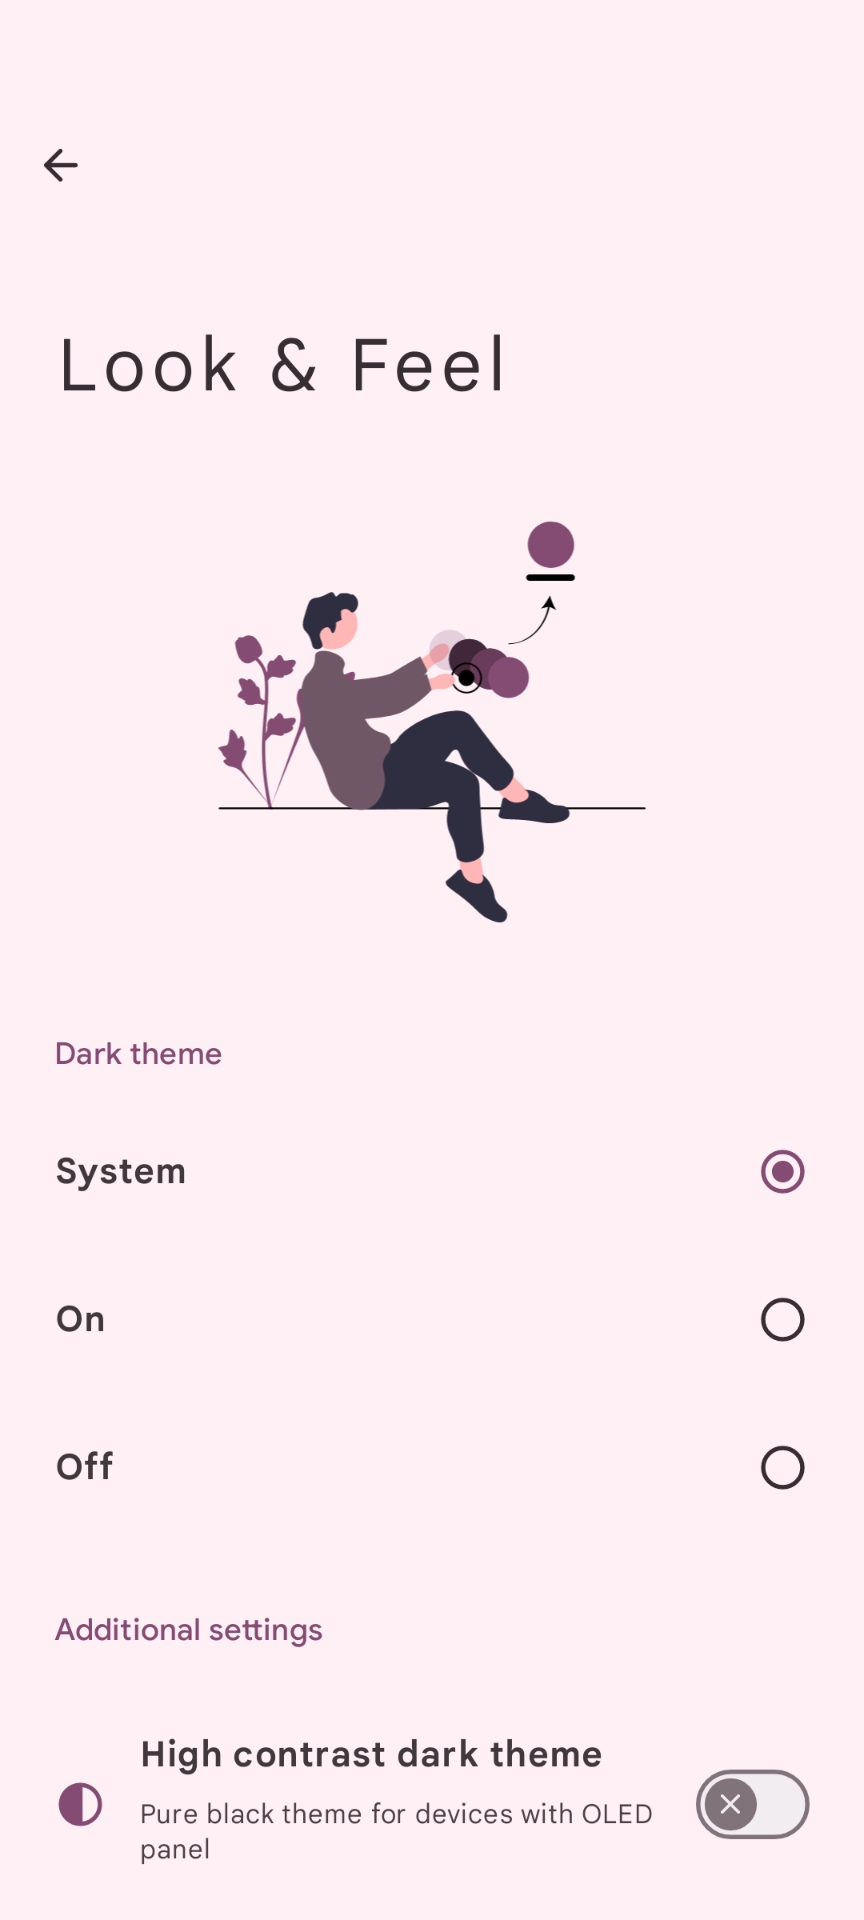 Look & Feel
Dark theme
System
On
Off
Additional settings
High contrast dark theme
Pure black theme for devices with OLED
panel